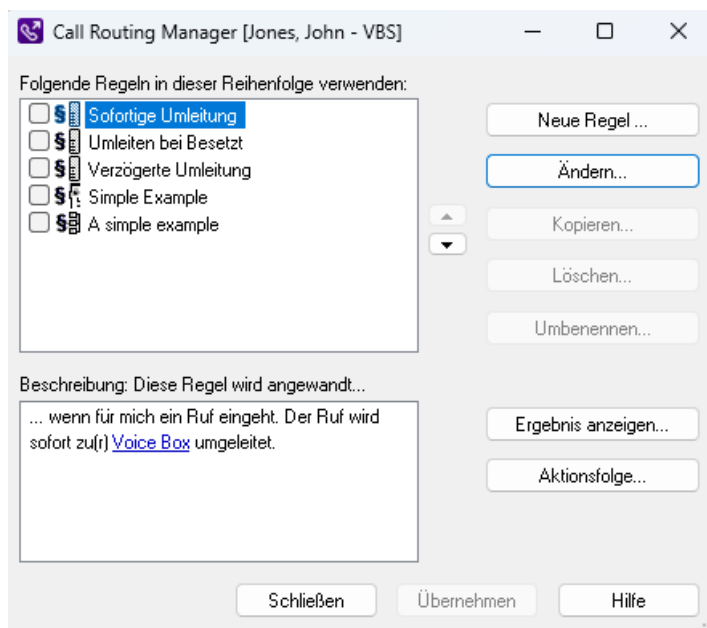 Call Routing Manager [Jones, John - VBS]
Folgende Regeln in dieser Reihenfolge verwenden:
§ Sofortige Umleitung
§ Umleiten bei Besetzt
§ Verzögerte Umleitung
§ Simple Example
§ A simple example
Neue Regel ...
Ändern...
Kopieren...
Löschen...
Umbenennen...
Beschreibung: Diese Regel wird angewandt...
... wenn für mich ein Ruf eingeht. Der Ruf wird
sofort zu(r) Voice Box umgeleitet.
Ergebnis anzeigen...
Aktionsfolge...
Schließen
Übernehmen
Hilfe